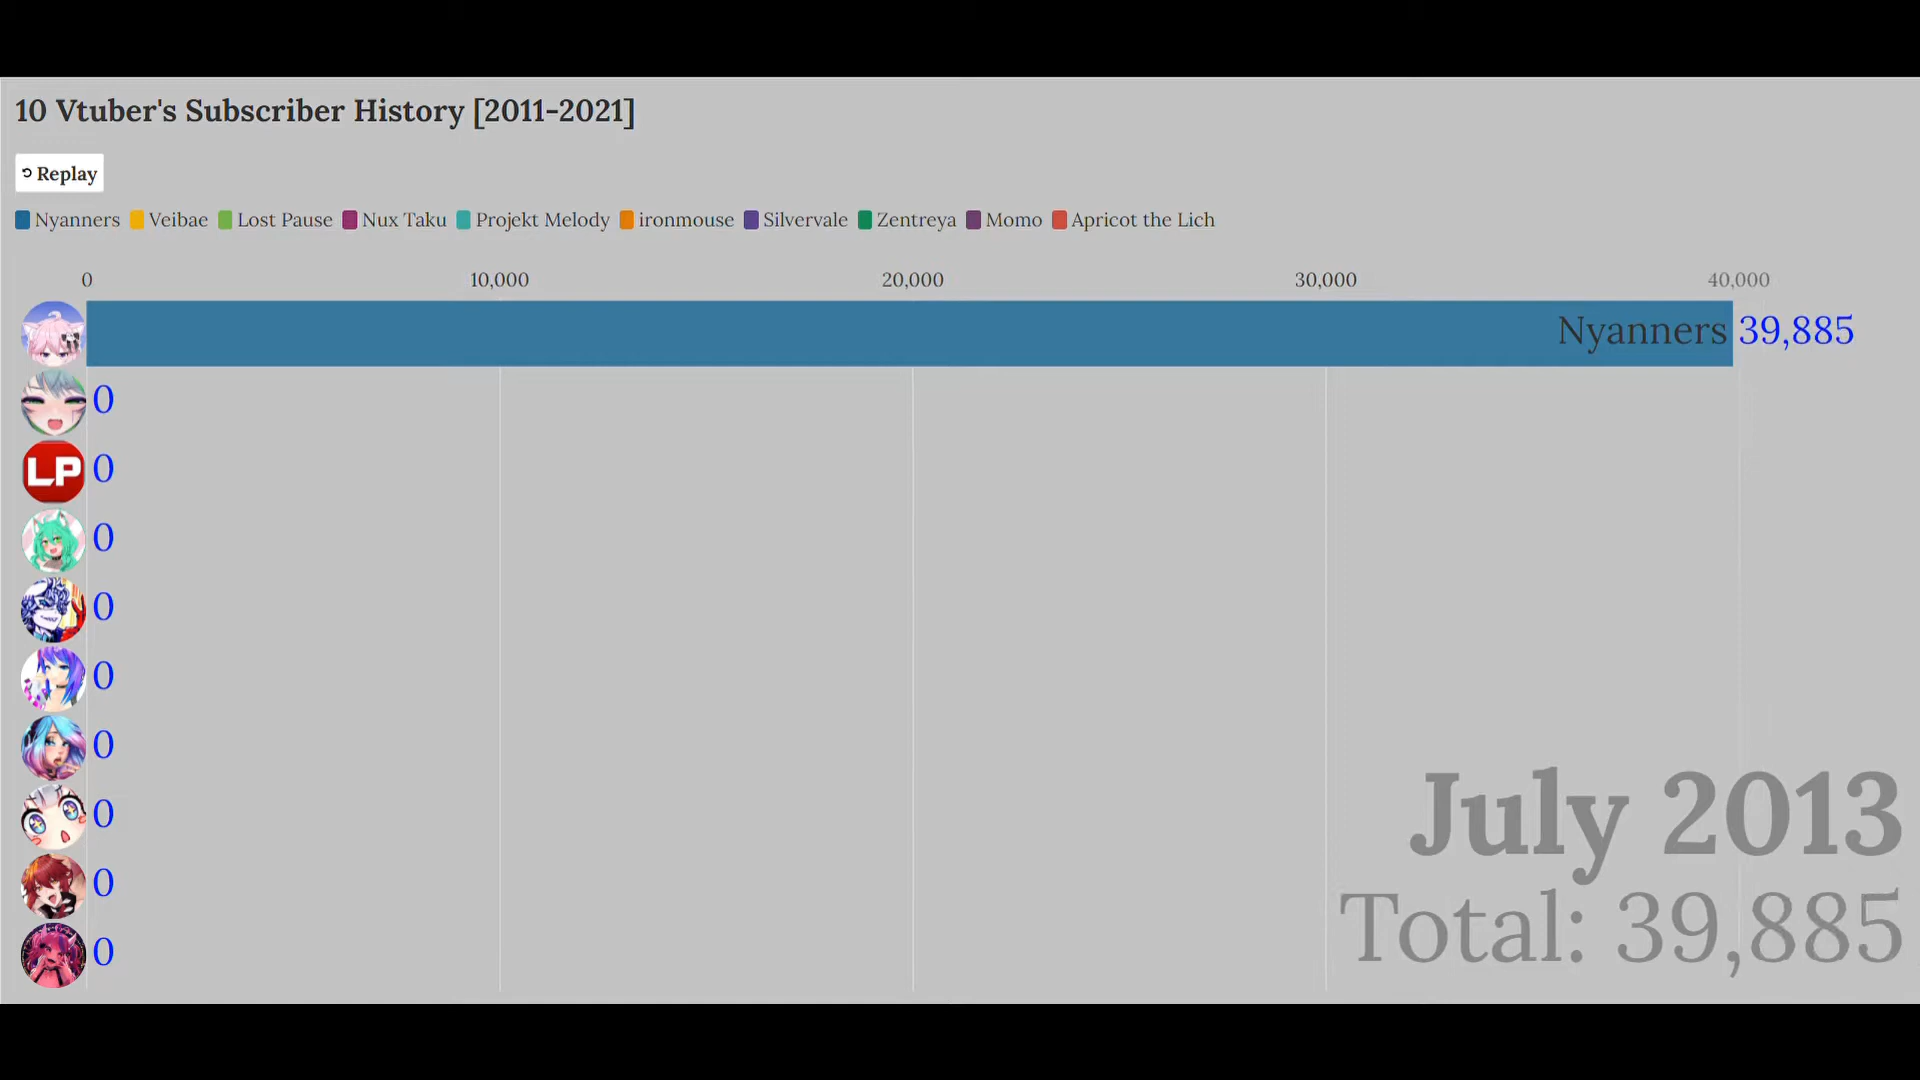 10 Vtuber's Subscriber History [2011-2021]
Replay
Nyanners Veibae Lost Pause Nux Taku Projekt Melody ironmouse Silvervale Zentreya Momo Apricot the Lich
0 10,000 20,000 30,000 40,000
Nyanners 39,885
0
LP 0
0
0
0
0
0
0
0
July 2013
Total: 39,885